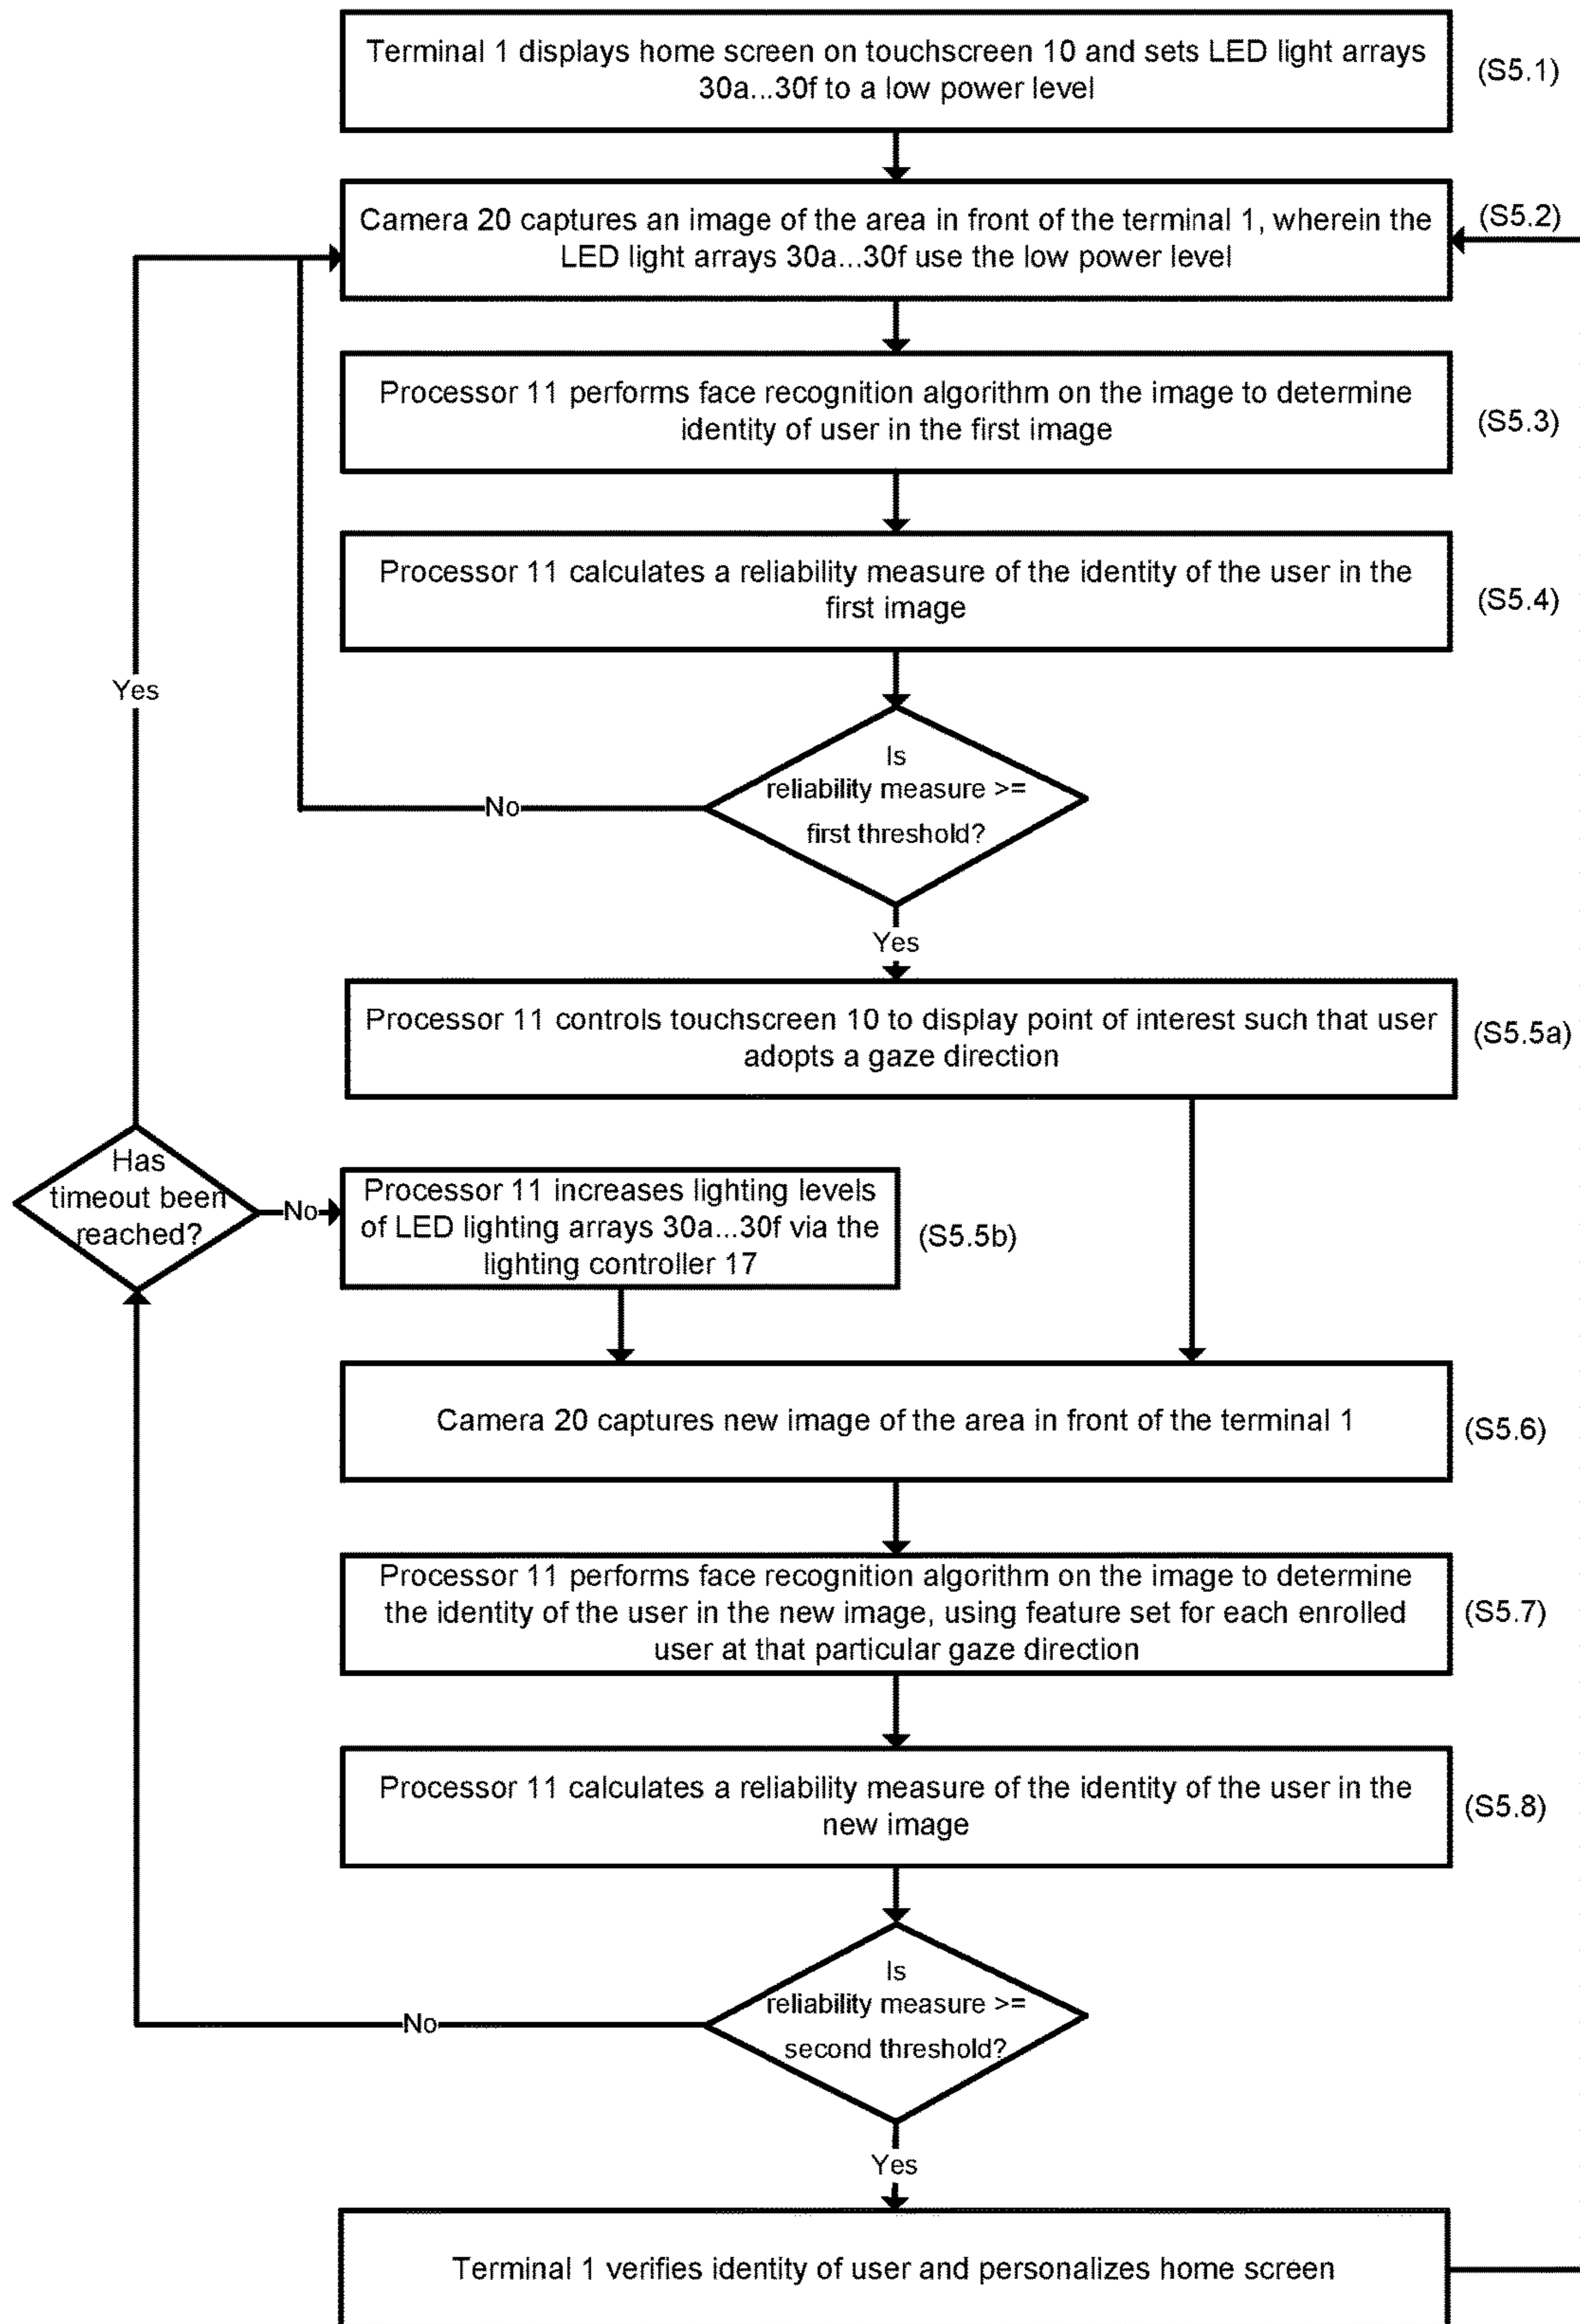 Terminal 1 displays home screen on touchscreen 10 and sets LED light arrays
30a...30f to a low power level
(S5.1)
Camera 20 captures an image of the area in front of the terminal 1, wherein the
LED light arrays 30a...30f use the low power level
(S5.2)
Processor 11 performs face recognition algorithm on the image to determine
identity of user in the first image
(S5.3)
Processor 11 calculates a reliability measure of the identity of the user in the
first image
(S5.4)
Yes
Is
reliability measure >=
first threshold?
No
Yes
Processor 11 controls touchscreen 10 to display point of interest such that user
adopts a gaze direction
(S5.5a)
Has
timeout been
reached?
No
Processor 11 increases lighting levels
of LED lighting arrays 30a...30f via the
lighting controller 17
(S5.5b)
Camera 20 captures new image of the area in front of the terminal 1
(S5.6)
Processor 11 performs face recognition algorithm on the image to determine
the identity of the user in the new image, using feature set for each enrolled
user at that particular gaze direction
(S5.7)
Processor 11 calculates a reliability measure of the identity of the user in the
new image
(S5.8)
Is
reliability measure >=
second threshold?
No
Yes
Terminal 1 verifies identity of user and personalizes home screen